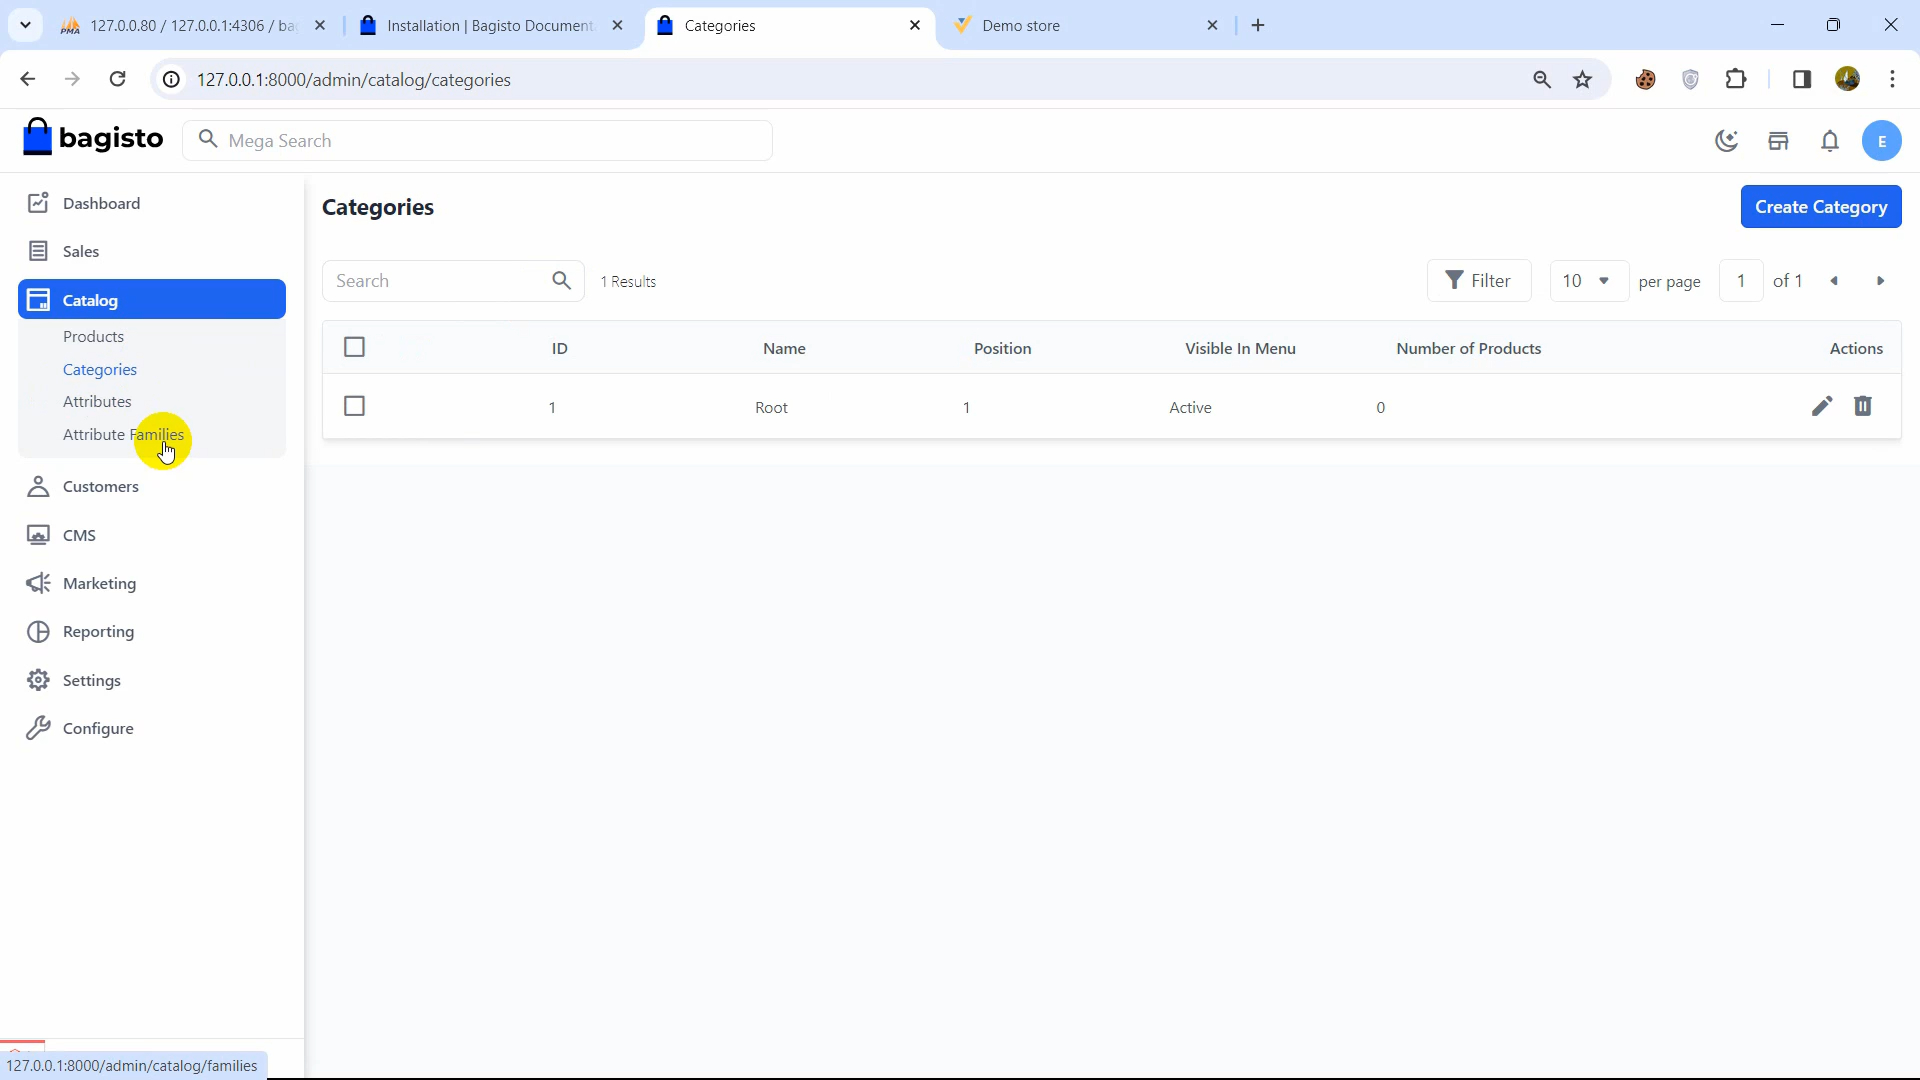 127.0.0.80 / 127.0.0.1:4306 / ba
Installation | Bagisto Document
Categories
Demo store
127.0.0.1:8000/admin/catalog/categories
bagisto
Mega Search
E
Dashboard
Sales
Catalog
Products
Categories
Attributes
Attribute Families
Customers
CMS
Marketing
Reporting
Settings
Configure
Categories
Create Category
Search
1 Results
Filter
10
per page
1
of 1
ID Name Position Visible In Menu Number of Products Actions
1 Root 1 Active 0
127.0.0.1:8000/admin/catalog/families